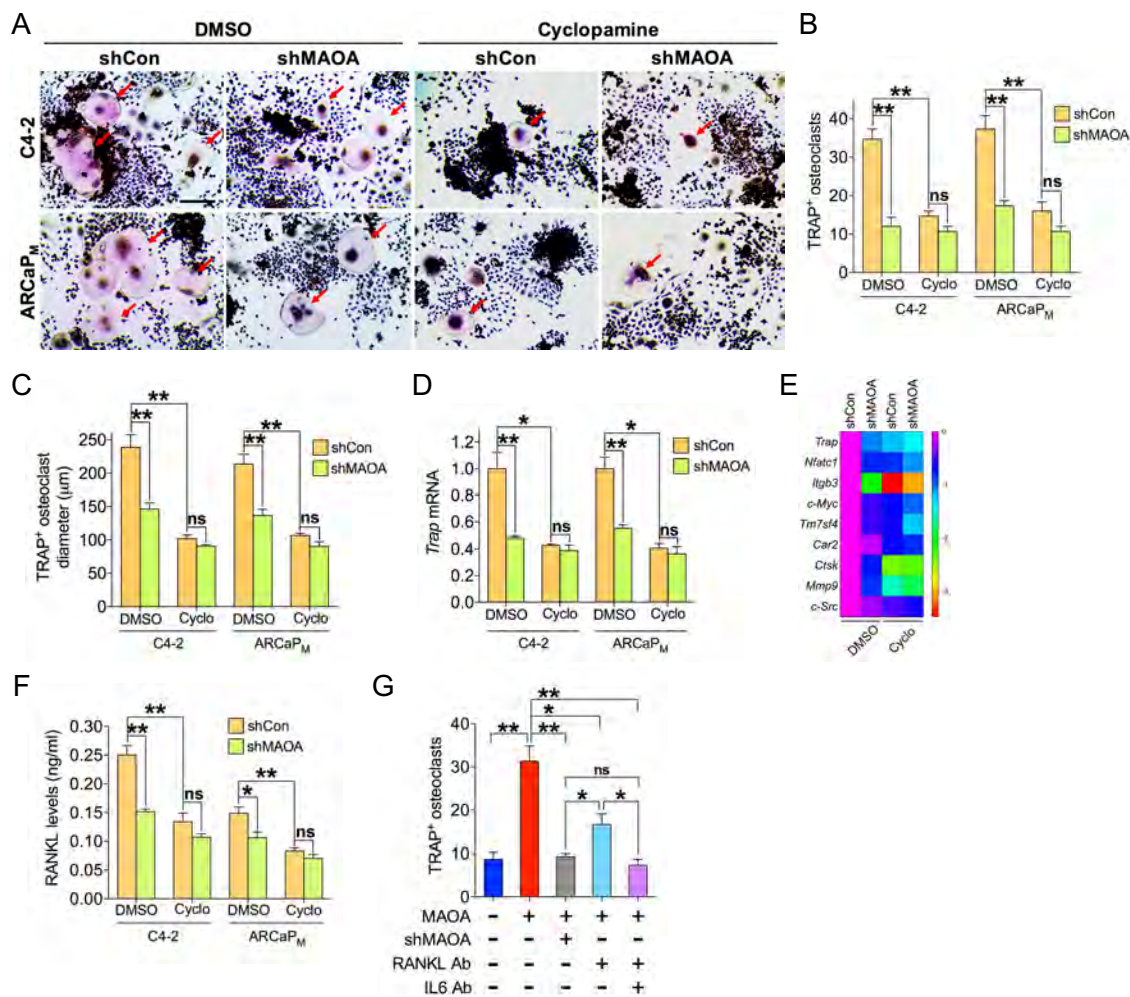 A
DMSO
Cyclopamine
shCon
shMAOA
shCon
shMAOA
C4-2
ARCaPM
B
TRAP+ osteoclasts
40
30
20
10
0
**
**
ns
**
**
ns
shCon
shMAOA
DMSO
Cyclo
DMSO
Cyclo
C4-2
ARCaPM
C
TRAP+ osteoclast
diameter (μm)
250
200
150
100
50
0
**
**
ns
**
**
ns
shCon
shMAOA
DMSO
Cyclo
DMSO
Cyclo
C4-2
ARCaPM
D
Trap mRNA
1.2
1.0
0.8
0.6
0.4
0.2
0.0
*
**
ns
*
**
ns
shCon
shMAOA
DMSO
Cyclo
DMSO
Cyclo
C4-2
ARCaPM
E
shCon
shMAOA
shCon
shMAOA
Trap
Nfatc1
Itgb3
c-Myc
Tm7sf4
Car2
Ctsk
Mmp9
c-Src
DMSO
Cyclo
F
RANKL levels (ng/ml)
0.30
0.25
0.20
0.15
0.10
0.05
0.00
**
**
ns
**
*
ns
shCon
shMAOA
DMSO
Cyclo
DMSO
Cyclo
C4-2
ARCaPM
G
TRAP+ osteoclasts
40
30
20
10
0
**
*
** **
ns
* *
MAOA - + + + +
shMAOA - - + - -
RANKL Ab - - - + +
IL6 Ab - - - - +